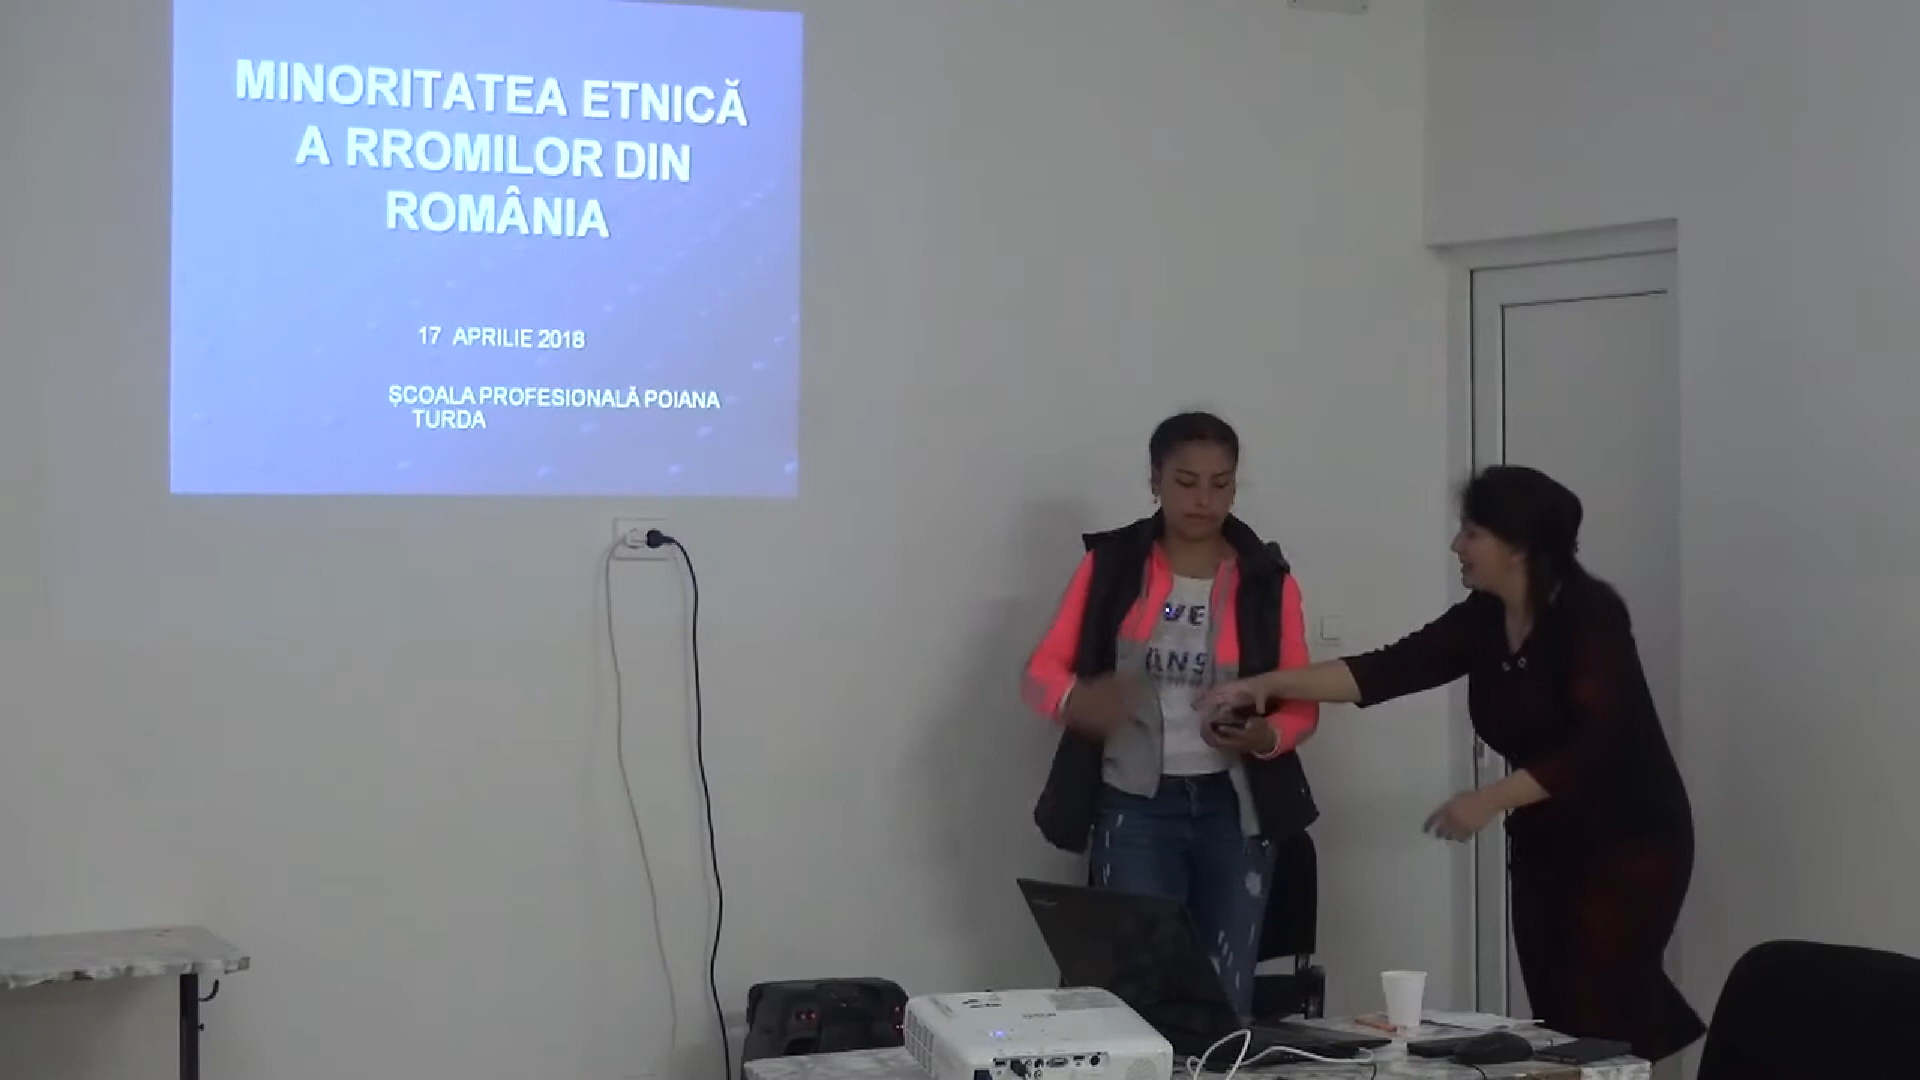 MINORITATEA ETNICĂ
A RROMILOR DIN
ROMÂNIA
17 APRILIE 2018
ȘCOALA PROFESIONALĂ POIANA
TURDA